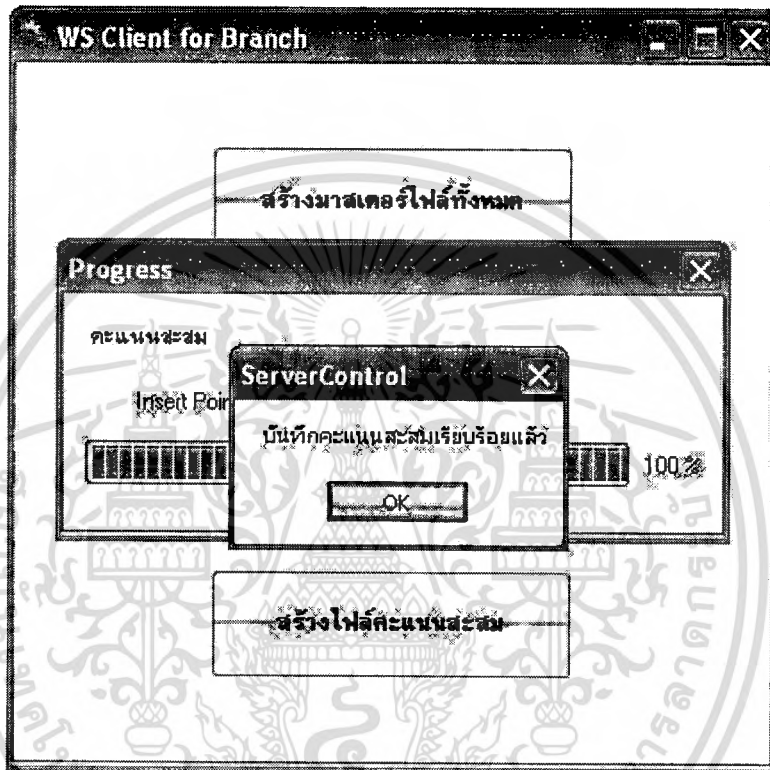 WS Client for Branch
สร้างมาสเตอร์ไฟล์ทั้งหมด
Progress
คะแนนสะสม
ServerControl
Insert
บันทึกคะแนนสะสมเรียบร้อยแล้ว
100%
OK
สร้างไฟล์คะแนนสะสม